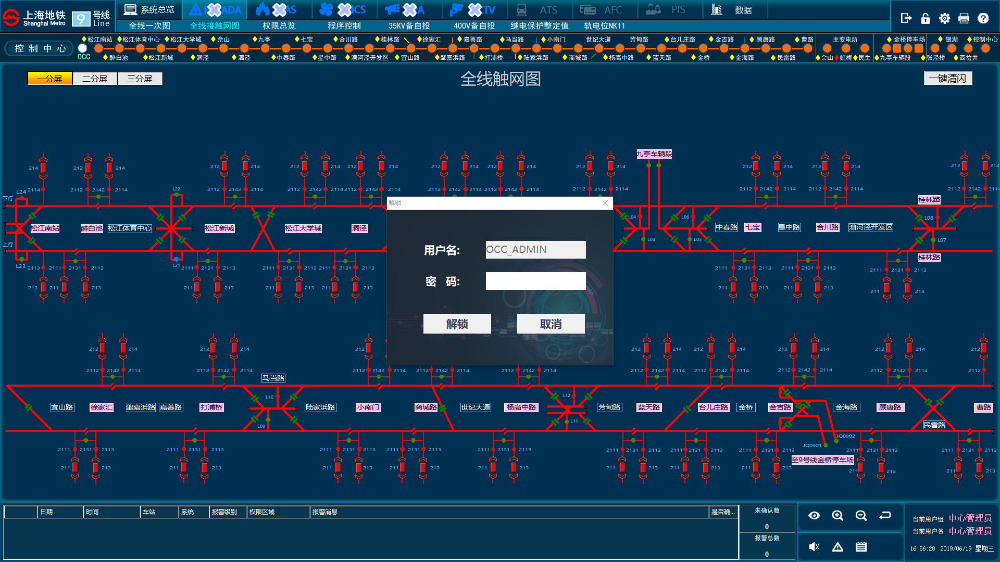 上海地铁
Shanghai Metro
9
号线
Line
系统总览
ATS
AFC
PIS
数据
全线一次图
全线接触网图
权限总览
程序控制
35KV备自投
400V备自投
继电保护整定值
轨电位NK11
控制中心
OCC
松江南站 松江体育中心 松江大学城 佘山 九亭 七宝 合川路 桂林路 徐家汇 嘉善路 马当路 小南门 世纪大道 芳甸路 台儿庄路 金吉路 顾唐路 曹路 主变电所 金桥停车场 银湖 控制中心
醉白池 松江新城 洞泾 泗泾 中春路 星中路 漕河泾开发区 宜山路 肇嘉浜路 打浦桥 陆家浜路 商城路 杨高中路 蓝天路 金桥 金海路 民雷路 佘山 虹梅 民生 九亭车辆段 张泾桥 西岔井
一分屏
二分屏
三分屏
全线触网图
一键清闪
九亭车辆段
214 212 214 212 214 212 214 212 214 212 214 212 214 212 214 212 214 212 214 212 214
L24 2114 2112 2142 2114 L22 2112 2142 2114 2112 2142 2114 2112 2142 2114 2112 2142 2114 2112 2142 2114 2112 2142 2114 2112 2142 2114 2112 2142 2114 2112 2142 2114
下行
桂林路
L04 L06 L08
松江南站 醉白池 松江体育中心 松江新城 松江大学城 洞泾 中春路 七宝 星中路 合川路 漕河泾开发区
上行
L03 L05 L07
桂林路
L23 2113 2111 2131 2113 L21 2111 2131 2113 2111 2131 2113 2111 2131 2113 2111 2131 2113 2111 2131 2113 2111 2131 2113
213 211 213 211 213 211 213 211 213 211 213 211 213 211 213
解锁
用户名:
OCC_ADMIN
密 码:
解锁
取消
212 214 212 214 212 212 214 212 214 212 214 212 214 212
2112 2142 2114 2112 2142 2114 2112 2142 2114 2112 2142 2114 2112 2142 2114 2112 2142 2114 2112 2142 2114 2112 2142 2114 2112 2142 2114 2112
马当路
L10 L12
宜山路 徐家汇 肇嘉浜路 嘉善路 打浦桥 陆家浜路 小南门 商城路 世纪大道 杨高中路 芳甸路 蓝天路 台儿庄路 金桥 金吉路 金海路 顾唐路 曹路
L09 L11
民雷路
JQ0902
JQ0901
2111 2131 2113 2111 2131 2113 2111 2131 2113 2111 2131 2113 2111 2131 2113 2111 2131 2113 2111 2131 2113 2111 2131 2113 2111 2131 2113 2111 2131 2113
至9号线金桥停车场
211 213 211 213 211 213 211 213 211 213 211 213 211 213 211 213 211 213 211 213
日期 时间 车站 系统 报警级别 权限区域 报警消息 是否确...
未确认数
0
报警总数
0
当前用户组 中心管理员
当前用户名 中心管理员
16:56:28 2019/06/19 星期三